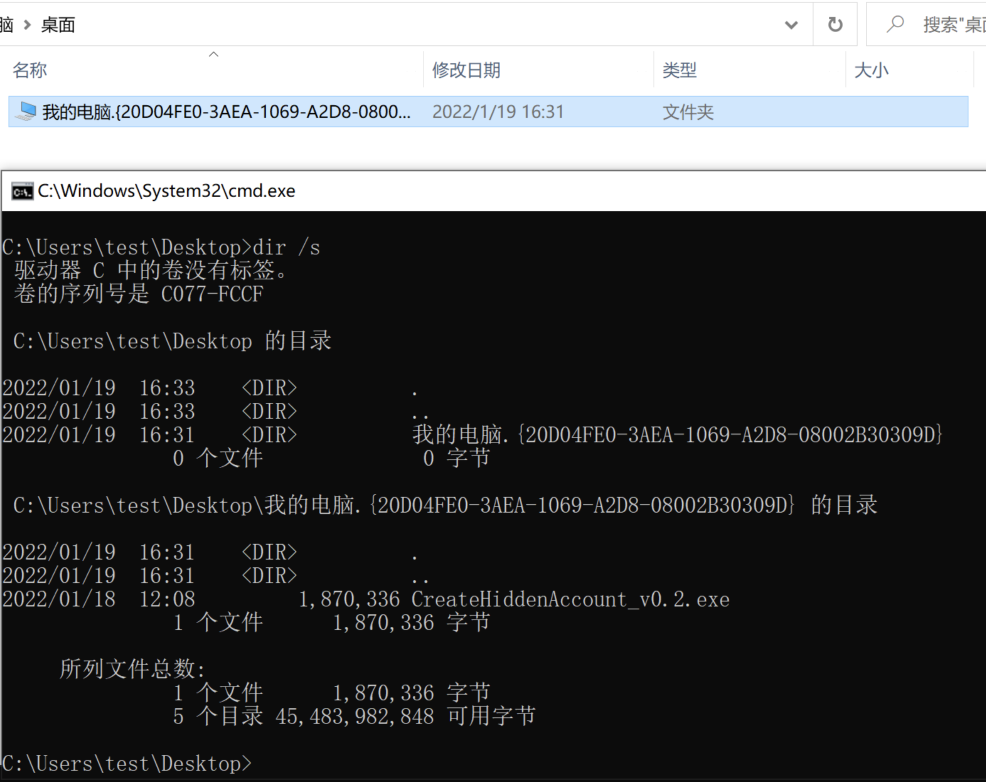 脑 › 桌面
搜索"桌面
名称 修改日期 类型 大小
我的电脑.{20D04FE0-3AEA-1069-A2D8-0800... 2022/1/19 16:31 文件夹
C:\Windows\System32\cmd.exe
C:\Users\test\Desktop>dir /s
驱动器 C 中的卷没有标签。
卷的序列号是 C077-FCCF
C:\Users\test\Desktop 的目录
2022/01/19 16:33 <DIR> .
2022/01/19 16:33 <DIR> ..
2022/01/19 16:31 <DIR> 我的电脑.{20D04FE0-3AEA-1069-A2D8-08002B30309D}
0 个文件 0 字节
C:\Users\test\Desktop\我的电脑.{20D04FE0-3AEA-1069-A2D8-08002B30309D} 的目录
2022/01/19 16:31 <DIR> .
2022/01/19 16:31 <DIR> ..
2022/01/18 12:08 1,870,336 CreateHiddenAccount_v0.2.exe
1 个文件 1,870,336 字节
所列文件总数:
1 个文件 1,870,336 字节
5 个目录 45,483,982,848 可用字节
C:\Users\test\Desktop>